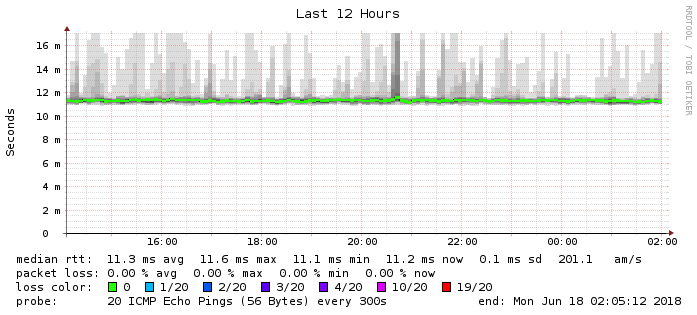 Last 12 Hours
RRDTOOL / TOBI OETIKER
Seconds
16 m
14 m
12 m
10 m
8 m
6 m
4 m
2 m
0
16:00 18:00 20:00 22:00 00:00 02:00
median rtt: 11.3 ms avg 11.6 ms max 11.1 ms min 11.2 ms now 0.1 ms sd 201.1 am/s
packet loss: 0.00 % avg 0.00 % max 0.00 % min 0.00 % now
loss color: 0 1/20 2/20 3/20 4/20 10/20 19/20
probe: 20 ICMP Echo Pings (56 Bytes) every 300s end: Mon Jun 18 02:05:12 2018